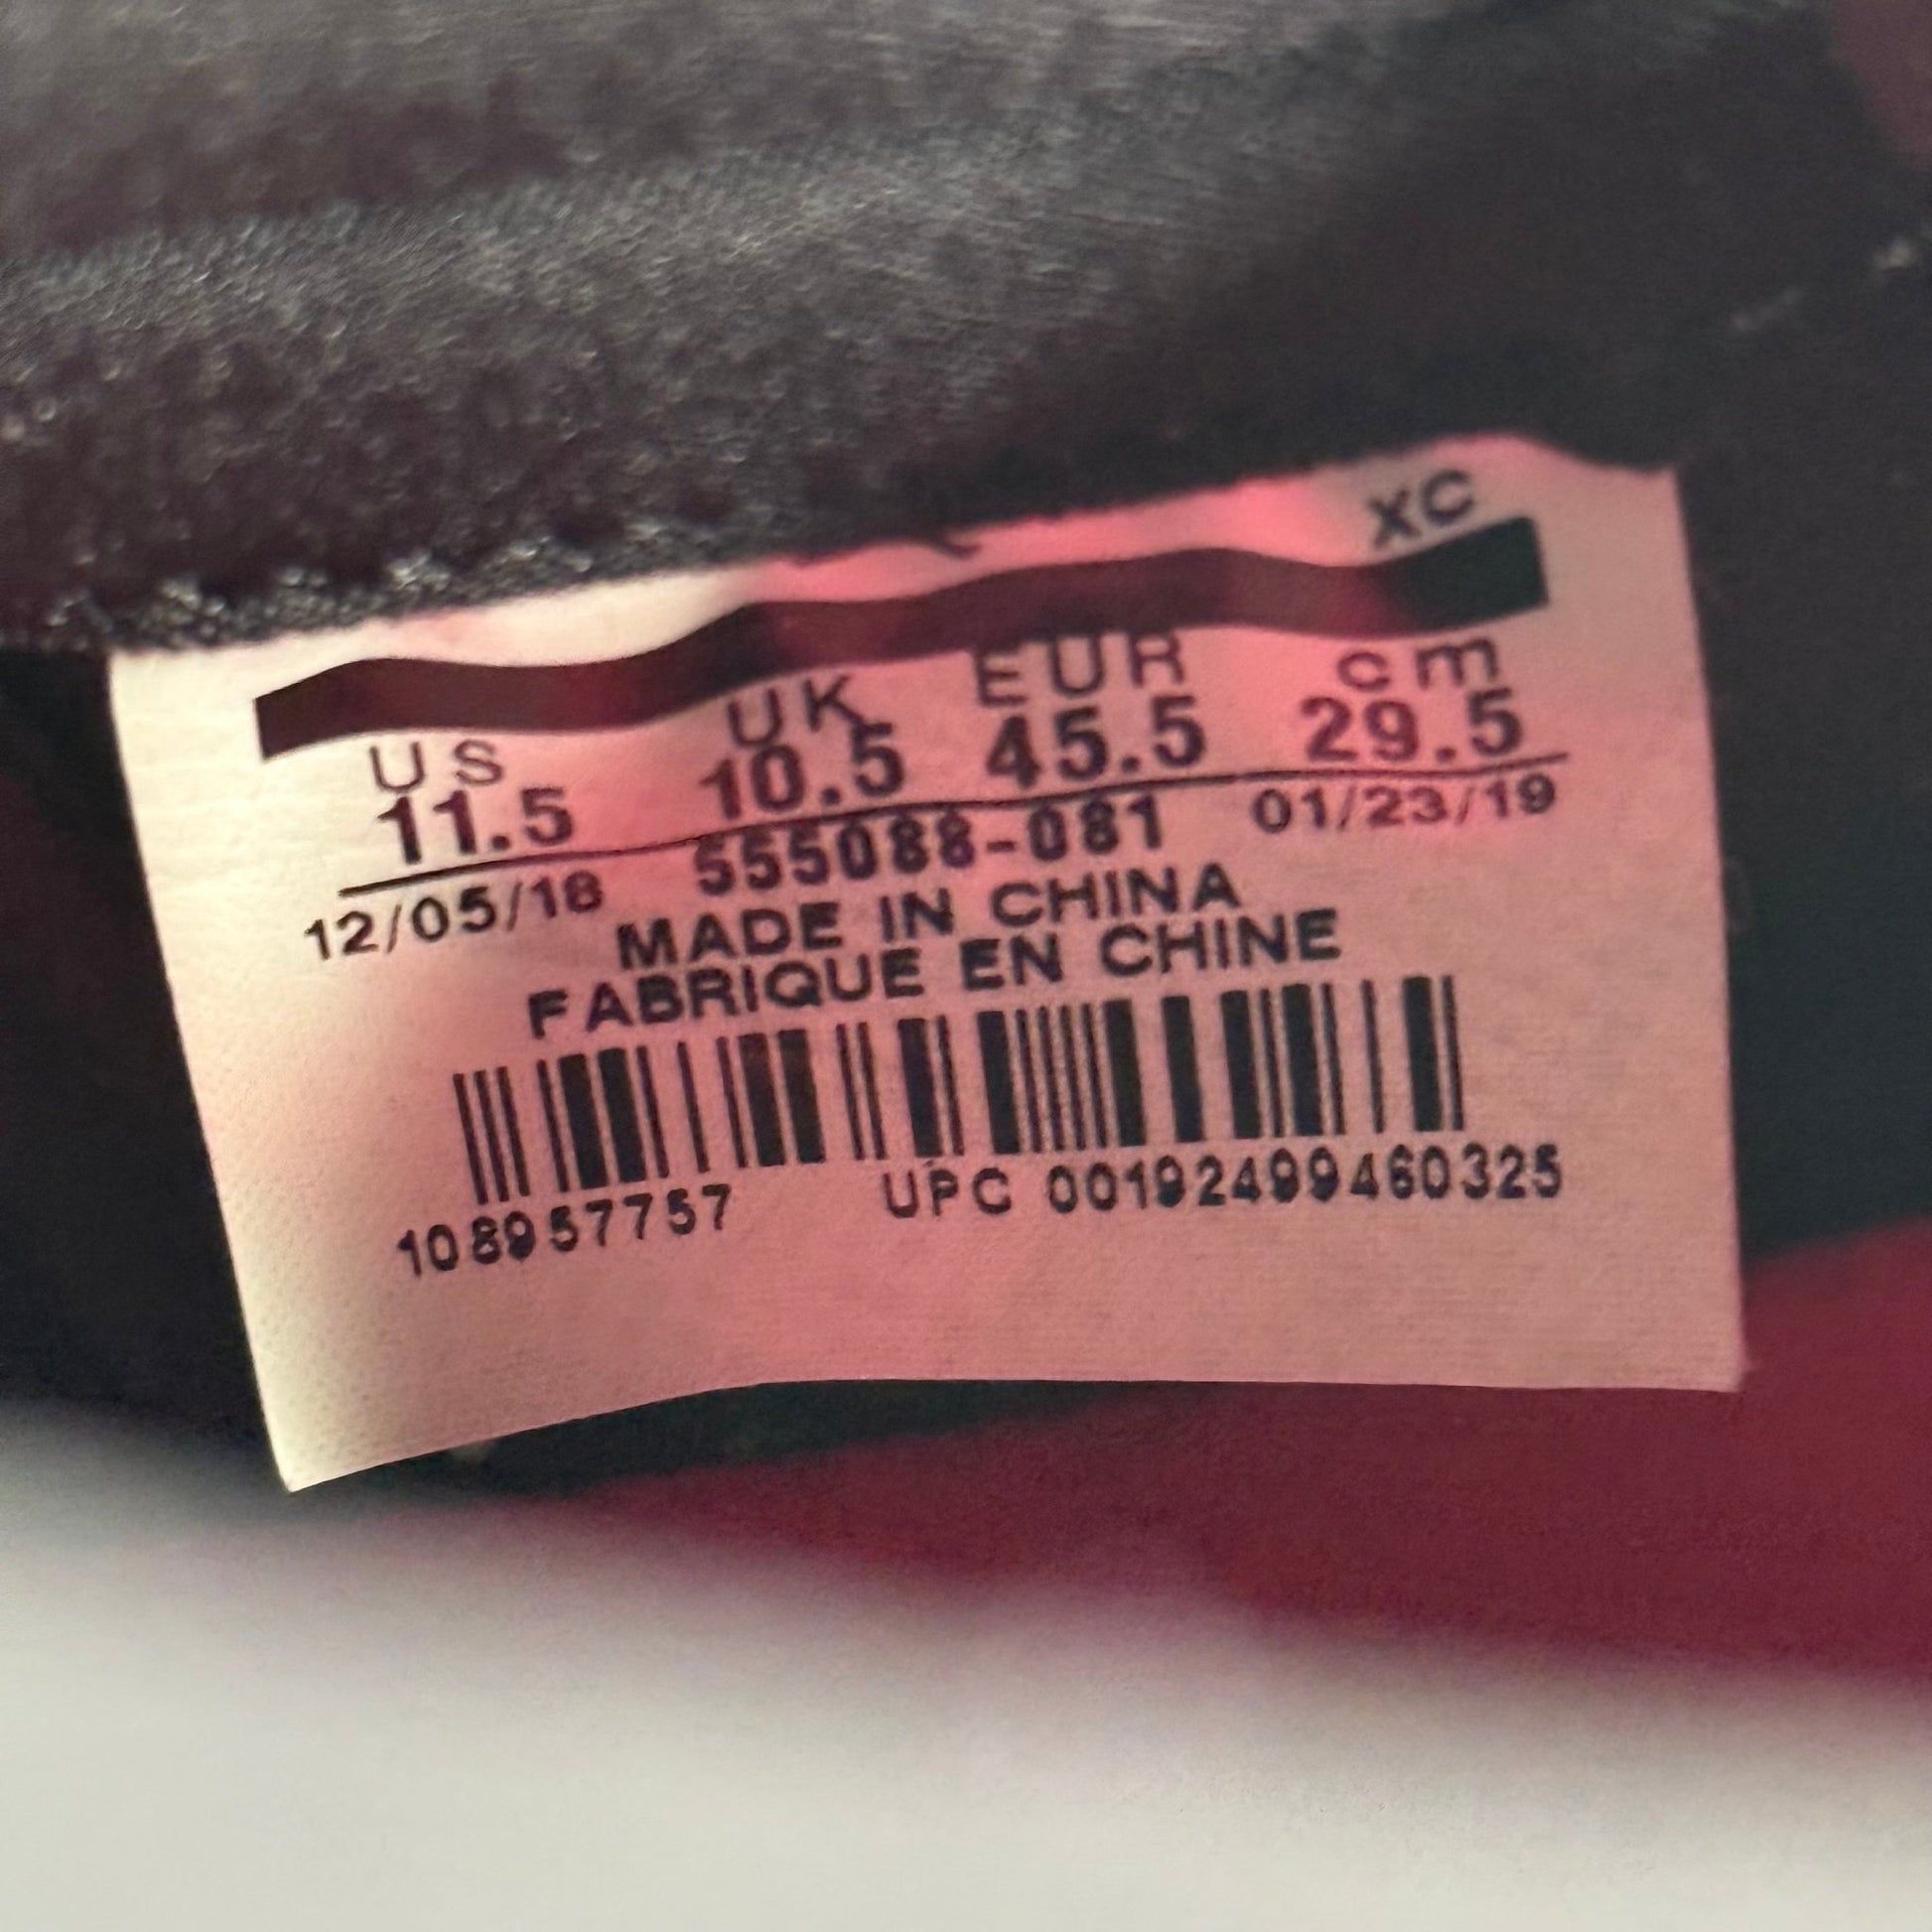 XC
US UK EUR cm
11.5 10.5 45.5 29.5
12/05/18 555088-081 01/23/19
MADE IN CHINA
FABRIQUE EN CHINE
108957757 UPC 00192499460325